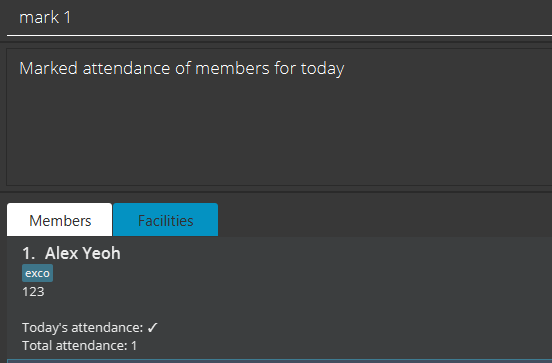 mark 1
Marked attendance of members for today
Members Facilities
1. Alex Yeoh
exco
123
Today's attendance: ✓
Total attendance: 1